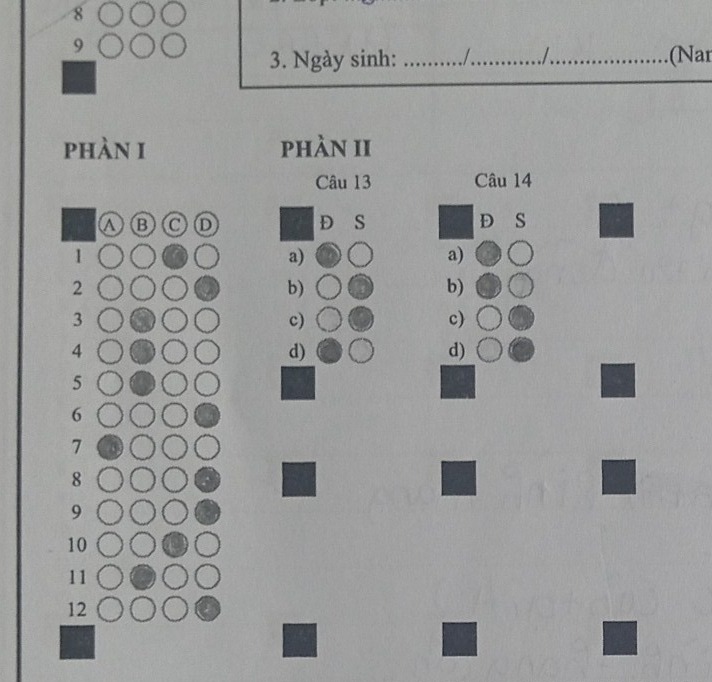 8
9
3. Ngày sinh: ........../............/....................(Nar
PHẦN I
PHẦN II
Câu 13
Câu 14
A B C D
Đ S
Đ S
1
a)
a)
2
b)
b)
3
c)
c)
4
d)
d)
5
6
7
8
9
10
11
12